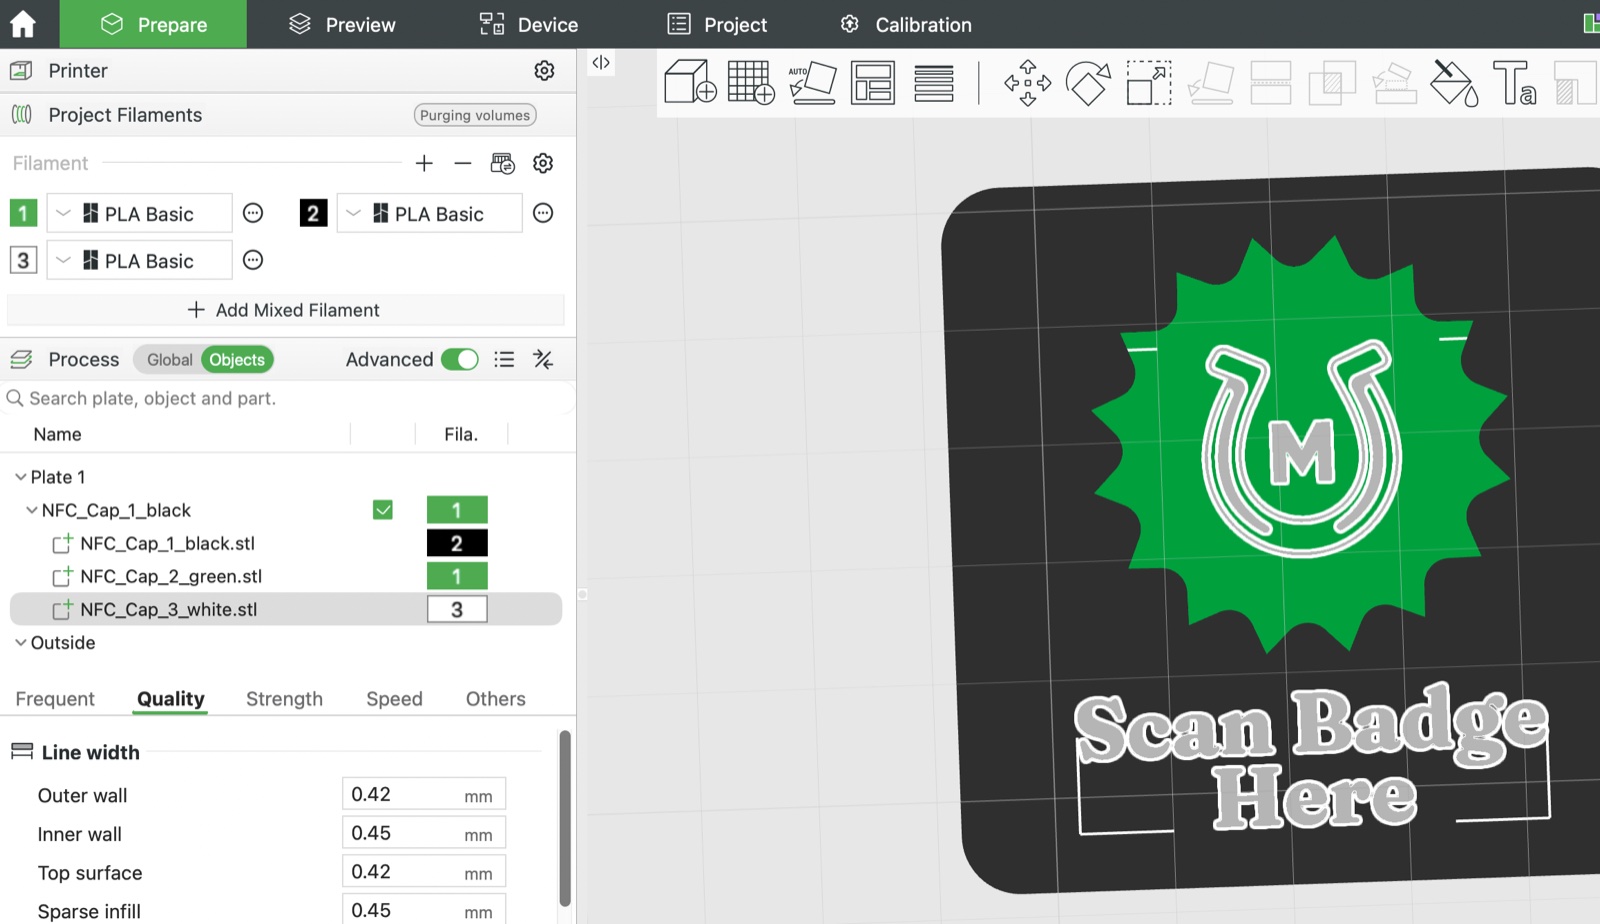 Prepare
Preview
Device
Project
Calibration
Printer
Project Filaments
Purging volumes
Filament
1 PLA Basic
2 PLA Basic
3 PLA Basic
Add Mixed Filament
Process
Global
Objects
Advanced
Search plate, object and part.
Name
Fila.
Plate 1
NFC_Cap_1_black 1
NFC_Cap_1_black.stl 2
NFC_Cap_2_green.stl 1
NFC_Cap_3_white.stl 3
Outside
Frequent
Quality
Strength
Speed
Others
Line width
Outer wall 0.42 mm
Inner wall 0.45 mm
Top surface 0.42 mm
Sparse infill 0.45 mm
AUTO
Ta
M
Scan Badge
Here